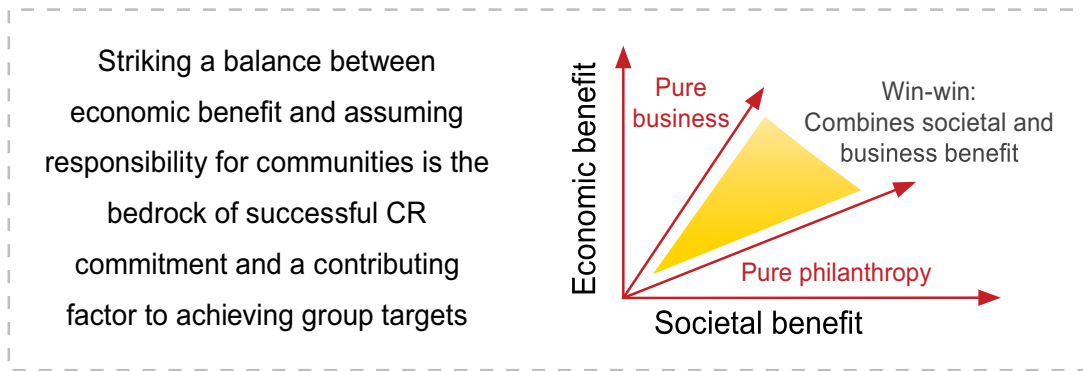 Striking a balance between
economic benefit and assuming
responsibility for communities is the
bedrock of successful CR
commitment and a contributing
factor to achieving group targets
Economic benefit
Pure
business
Win-win:
Combines societal and
business benefit
Pure philanthropy
Societal benefit